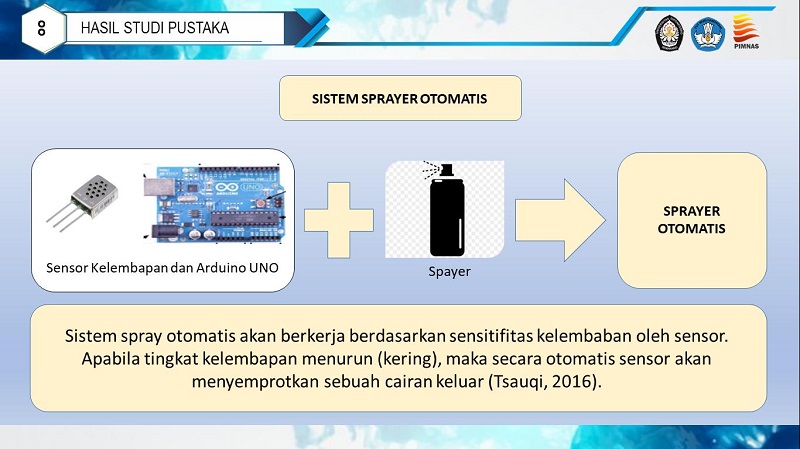 8
HASIL STUDI PUSTAKA
PIMNAS
SISTEM SPRAYER OTOMATIS
UNO
Sensor Kelembapan dan Arduino UNO
Spayer
SPRAYER
OTOMATIS
Sistem spray otomatis akan berkerja berdasarkan sensitifitas kelembaban oleh sensor.
Apabila tingkat kelembapan menurun (kering), maka secara otomatis sensor akan
menyemprotkan sebuah cairan keluar (Tsauqi, 2016).